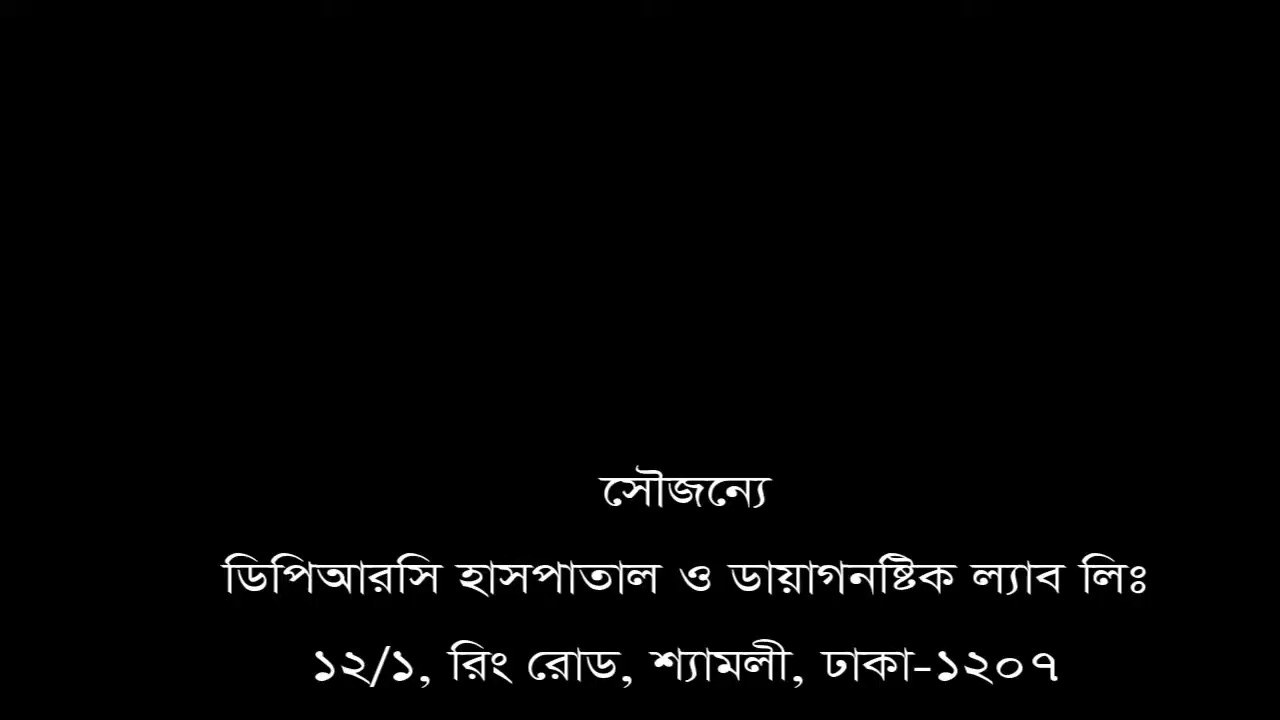 সৌজন্যে
ডিপিআরসি হাসপাতাল ও ডায়াগনষ্টিক ল্যাব লিঃ
১২/১, রিং রোড, শ্যামলী, ঢাকা-১২০৭